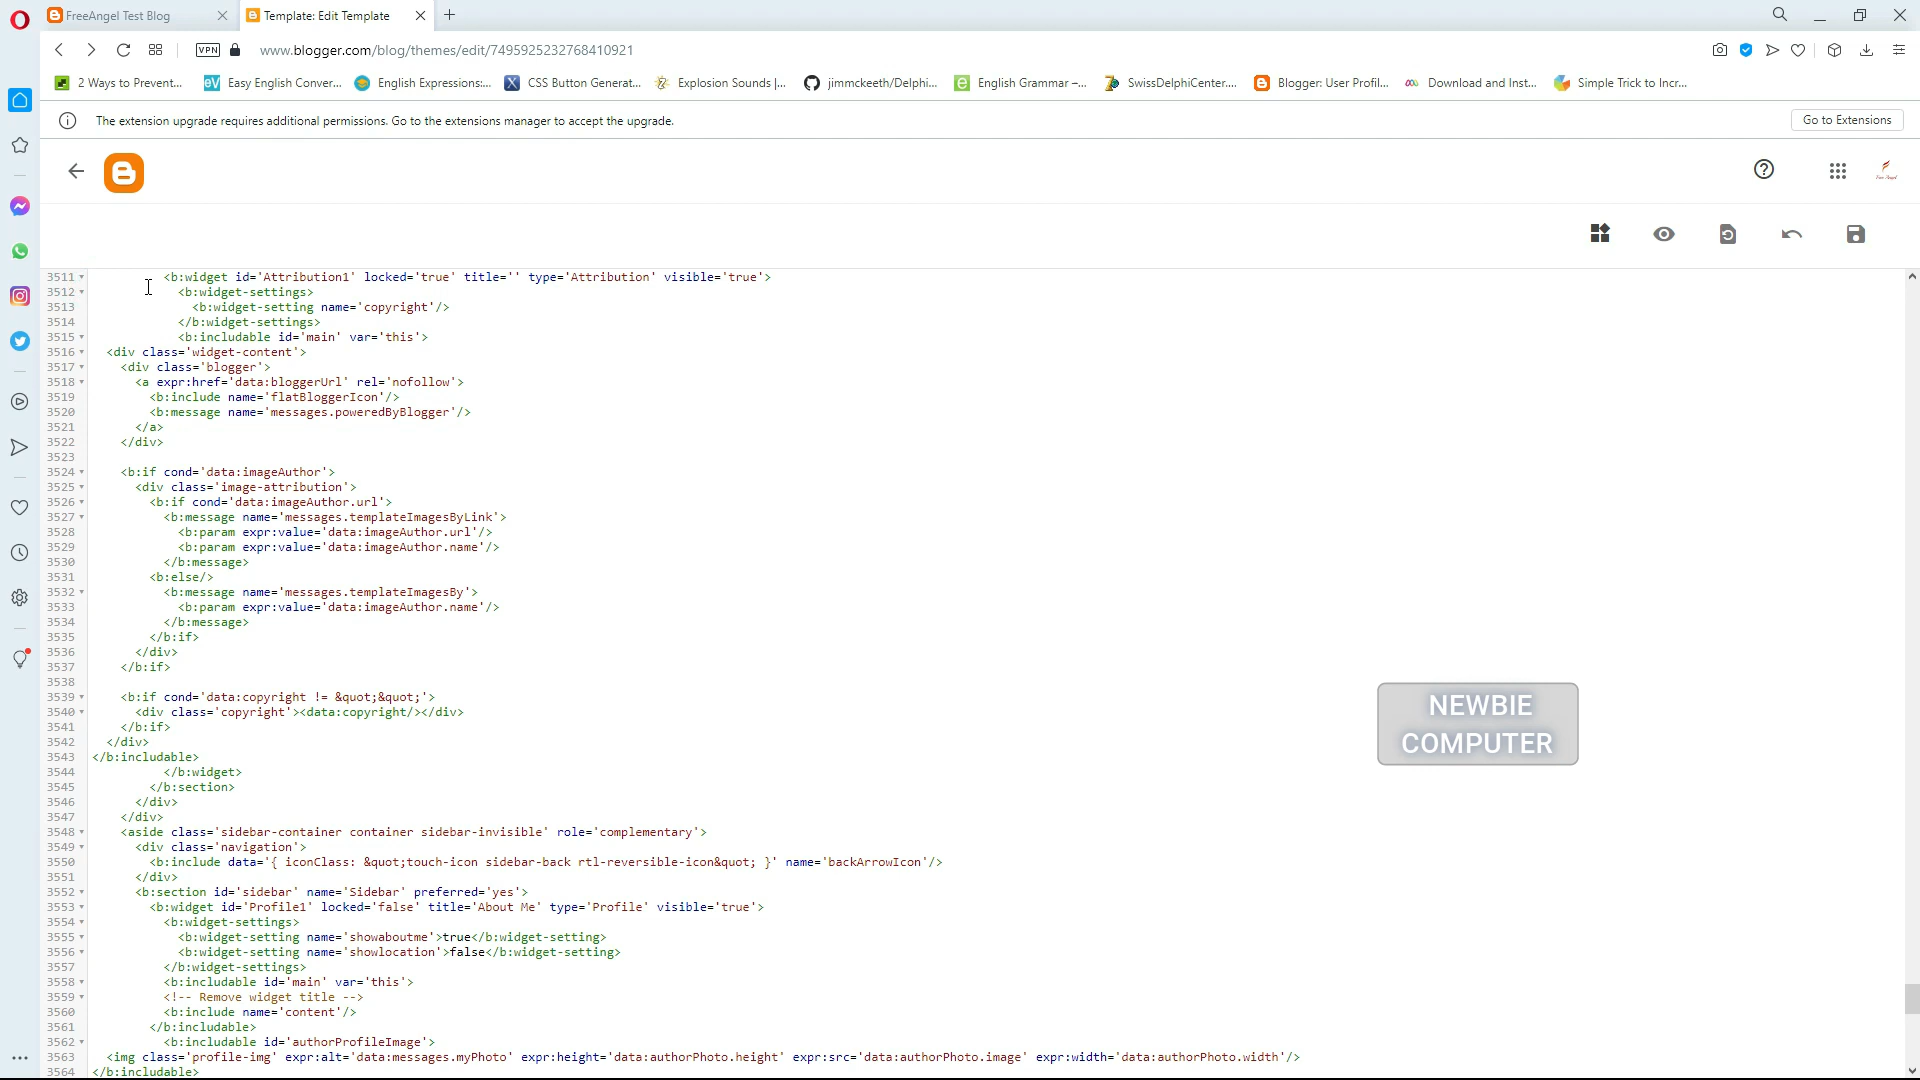 FreeAngel Test Blog
Template: Edit Template
VPN
www.blogger.com/blog/themes/edit/7495925232768410921
2 Ways to Prevent...
Easy English Conver...
English Expressions:...
CSS Button Generat...
Explosion Sounds |...
jimmckeeth/Delphi...
English Grammar –...
SwissDelphiCenter....
Blogger: User Profil...
Download and Inst...
Simple Trick to Incr...
The extension upgrade requires additional permissions. Go to the extensions manager to accept the upgrade.
Go to Extensions
3511 <b:widget id='Attribution1' locked='true' title='' type='Attribution' visible='true'>
3512 <b:widget-settings>
3513 <b:widget-setting name='copyright'/>
3514 </b:widget-settings>
3515 <b:includable id='main' var='this'>
3516 <div class='widget-content'>
3517 <div class='blogger'>
3518 <a expr:href='data:bloggerUrl' rel='nofollow'>
3519 <b:include name='flatBloggerIcon'/>
3520 <b:message name='messages.poweredByBlogger'/>
3521 </a>
3522 </div>
3523
3524 <b:if cond='data:imageAuthor'>
3525 <div class='image-attribution'>
3526 <b:if cond='data:imageAuthor.url'>
3527 <b:message name='messages.templateImagesByLink'>
3528 <b:param expr:value='data:imageAuthor.url'/>
3529 <b:param expr:value='data:imageAuthor.name'/>
3530 </b:message>
3531 <b:else/>
3532 <b:message name='messages.templateImagesBy'>
3533 <b:param expr:value='data:imageAuthor.name'/>
3534 </b:message>
3535 </b:if>
3536 </div>
3537 </b:if>
3538
3539 <b:if cond='data:copyright != &quot;&quot;'>
3540 <div class='copyright'><data:copyright/></div>
3541 </b:if>
3542 </div>
3543 </b:includable>
3544 </b:widget>
3545 </b:section>
3546 </div>
3547 </div>
3548 <aside class='sidebar-container container sidebar-invisible' role='complementary'>
3549 <div class='navigation'>
3550 <b:include data='{ iconClass: &quot;touch-icon sidebar-back rtl-reversible-icon&quot; }' name='backArrowIcon'/>
3551 </div>
3552 <b:section id='sidebar' name='Sidebar' preferred='yes'>
3553 <b:widget id='Profile1' locked='false' title='About Me' type='Profile' visible='true'>
3554 <b:widget-settings>
3555 <b:widget-setting name='showaboutme'>true</b:widget-setting>
3556 <b:widget-setting name='showlocation'>false</b:widget-setting>
3557 </b:widget-settings>
3558 <b:includable id='main' var='this'>
3559 <!-- Remove widget title -->
3560 <b:include name='content'/>
3561 </b:includable>
3562 <b:includable id='authorProfileImage'>
3563 <img class='profile-img' expr:alt='data:messages.myPhoto' expr:height='data:authorPhoto.height' expr:src='data:authorPhoto.image' expr:width='data:authorPhoto.width'/>
3564 </b:includable>
NEWBIE
COMPUTER